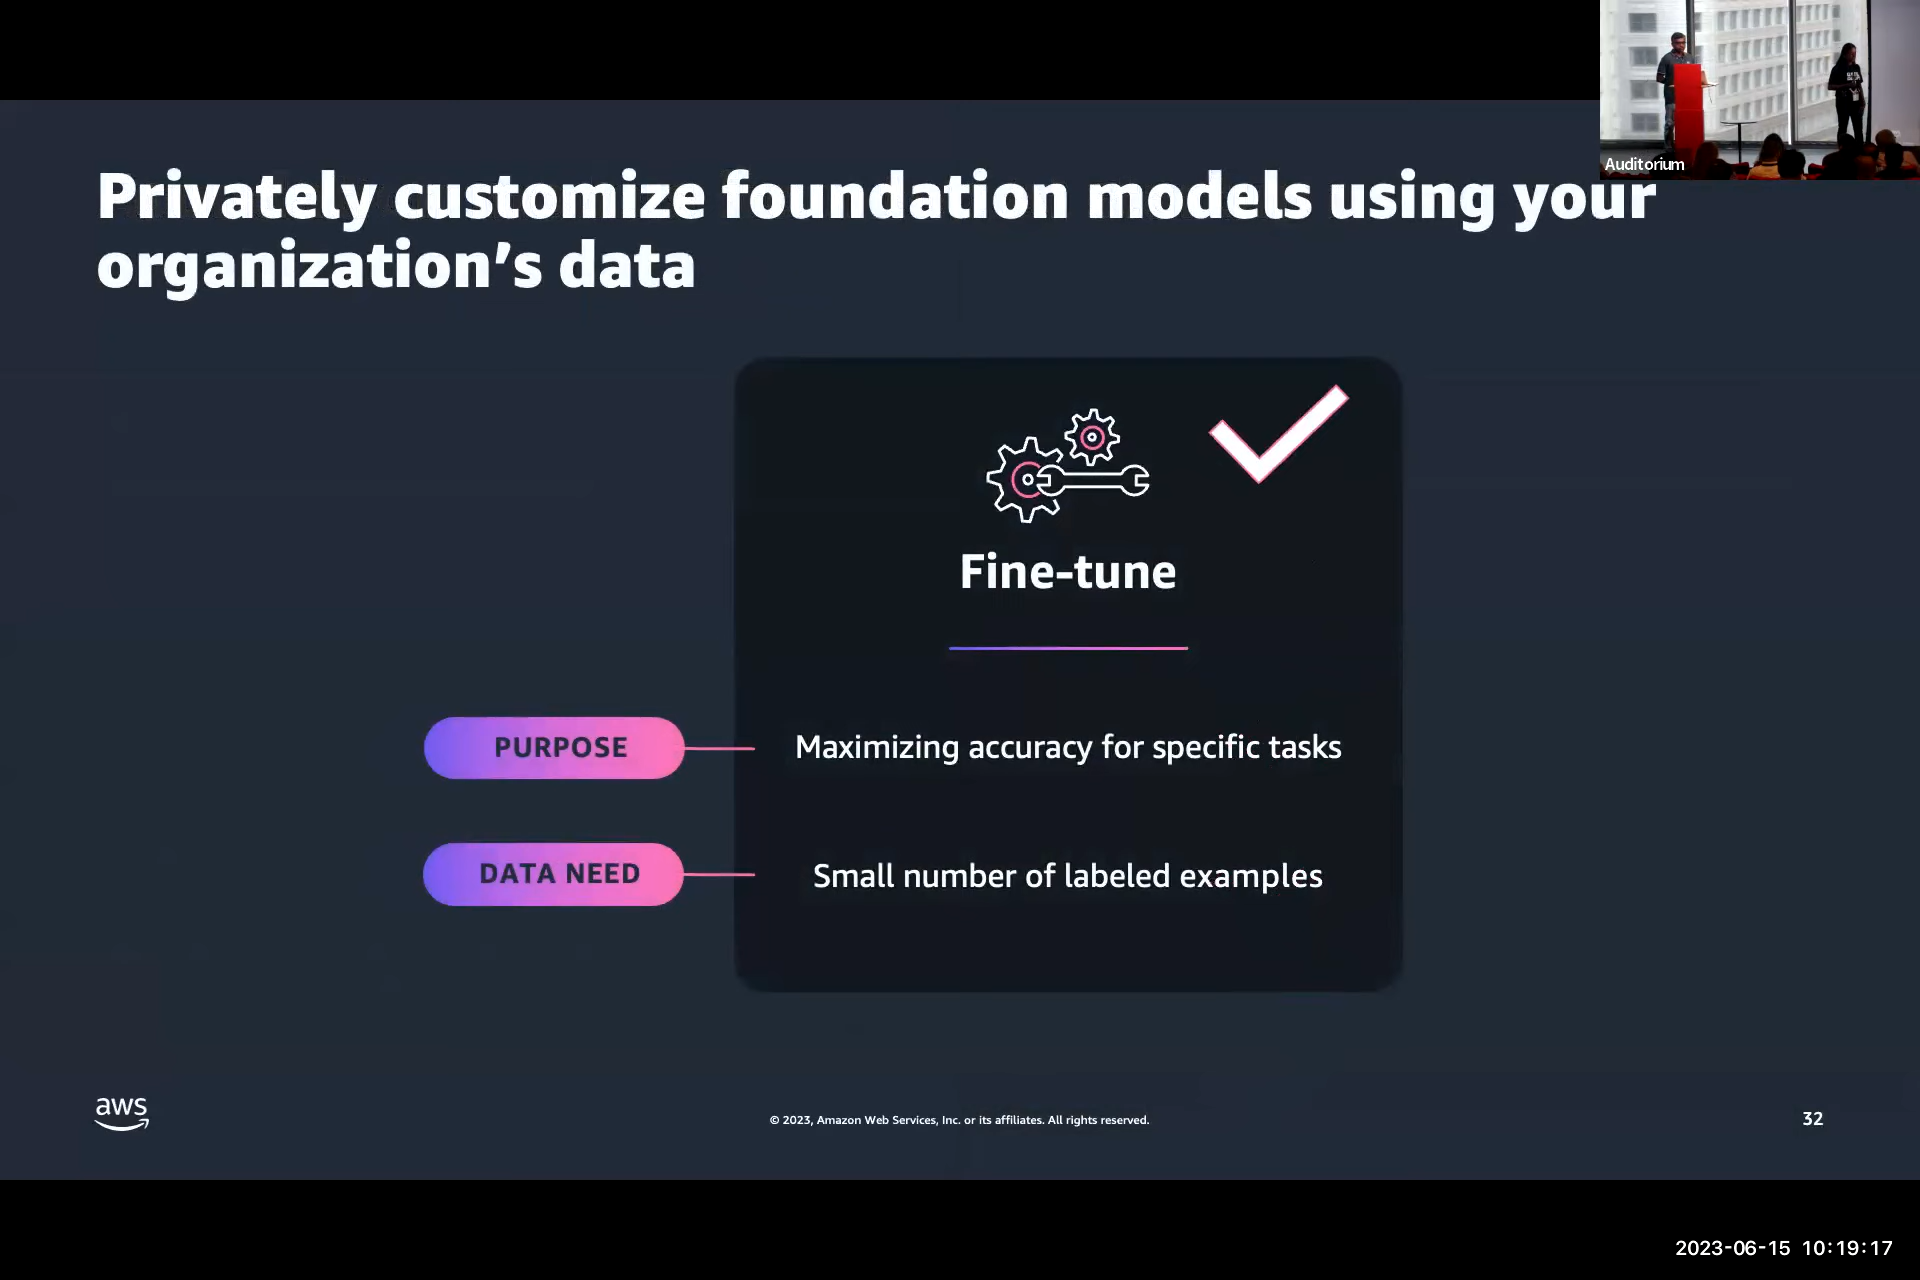 Auditorium
Privately customize foundation models using your
organization’s data
Fine-tune
PURPOSE
Maximizing accuracy for specific tasks
DATA NEED
Small number of labeled examples
aws
© 2023, Amazon Web Services, Inc. or its affiliates. All rights reserved.
32
2023-06-15 10:19:17